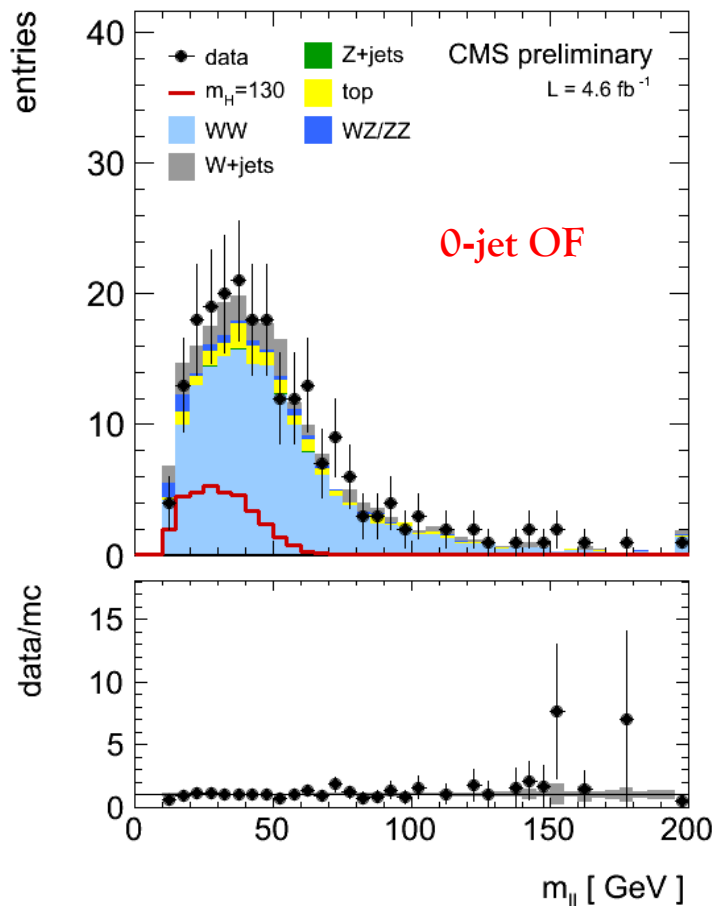 entries
40
30
20
10
0
data
m_H=130
WW
W+jets
Z+jets
top
WZ/ZZ
CMS preliminary
L = 4.6 fb⁻¹
0-jet OF
data/mc
15
10
5
0
0 50 100 150 200
m_ll [ GeV ]